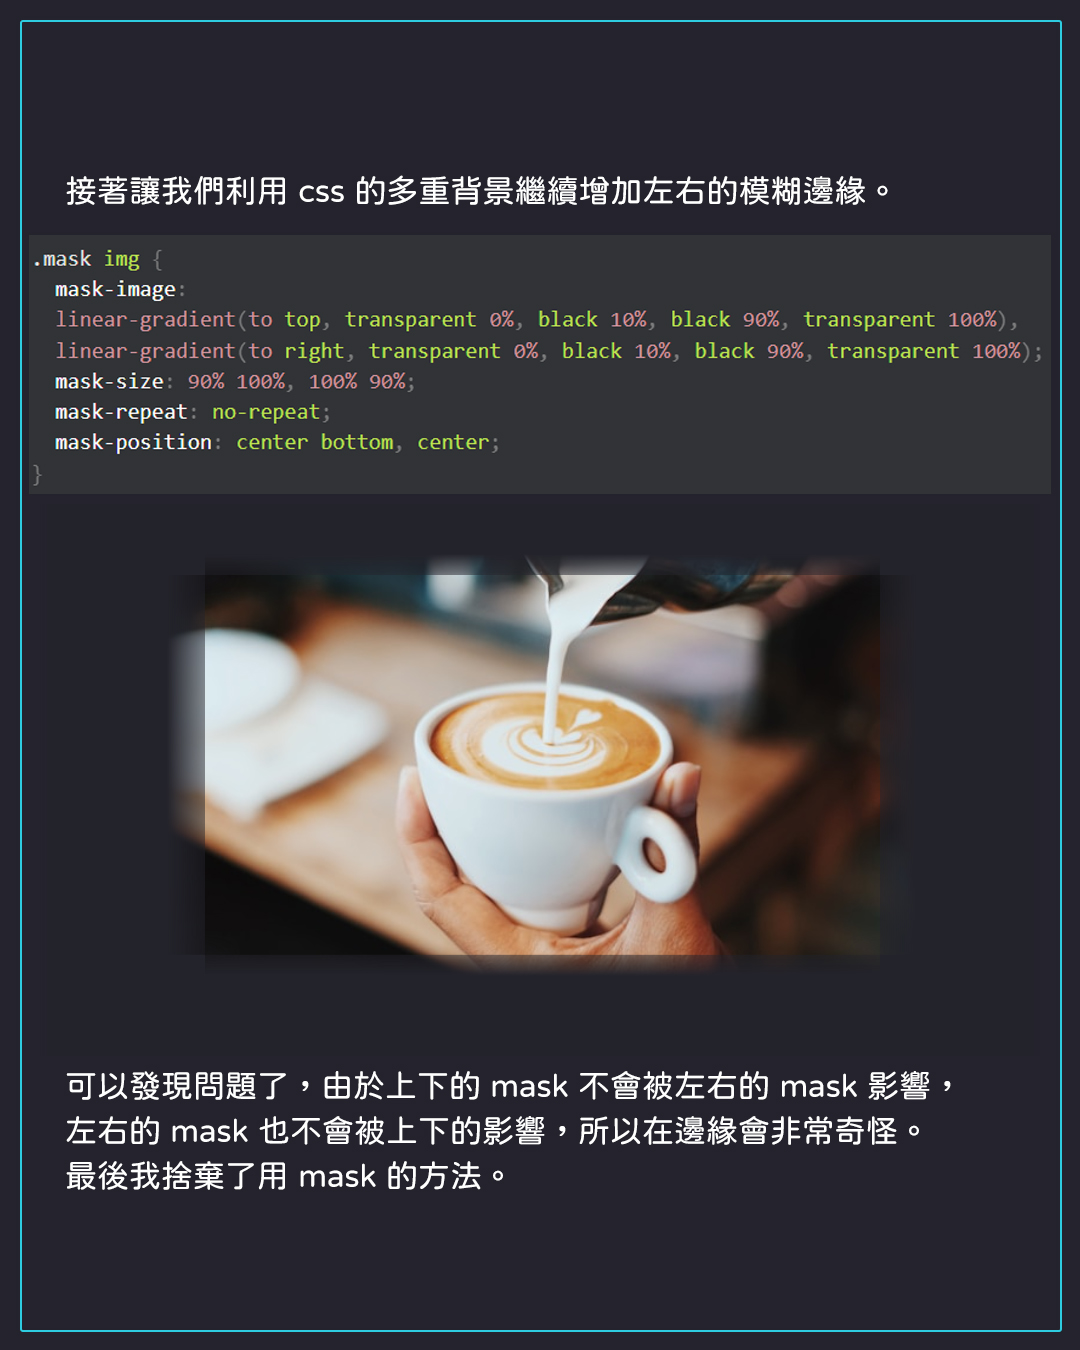 接著讓我們利用 css 的多重背景繼續增加左右的模糊邊緣。
.mask img {
  mask-image:
  linear-gradient(to top, transparent 0%, black 10%, black 90%, transparent 100%),
  linear-gradient(to right, transparent 0%, black 10%, black 90%, transparent 100%);
  mask-size: 90% 100%, 100% 90%;
  mask-repeat: no-repeat;
  mask-position: center bottom, center;
}
可以發現問題了，由於上下的 mask 不會被左右的 mask 影響，
左右的 mask 也不會被上下的影響，所以在邊緣會非常奇怪。
最後我捨棄了用 mask 的方法。